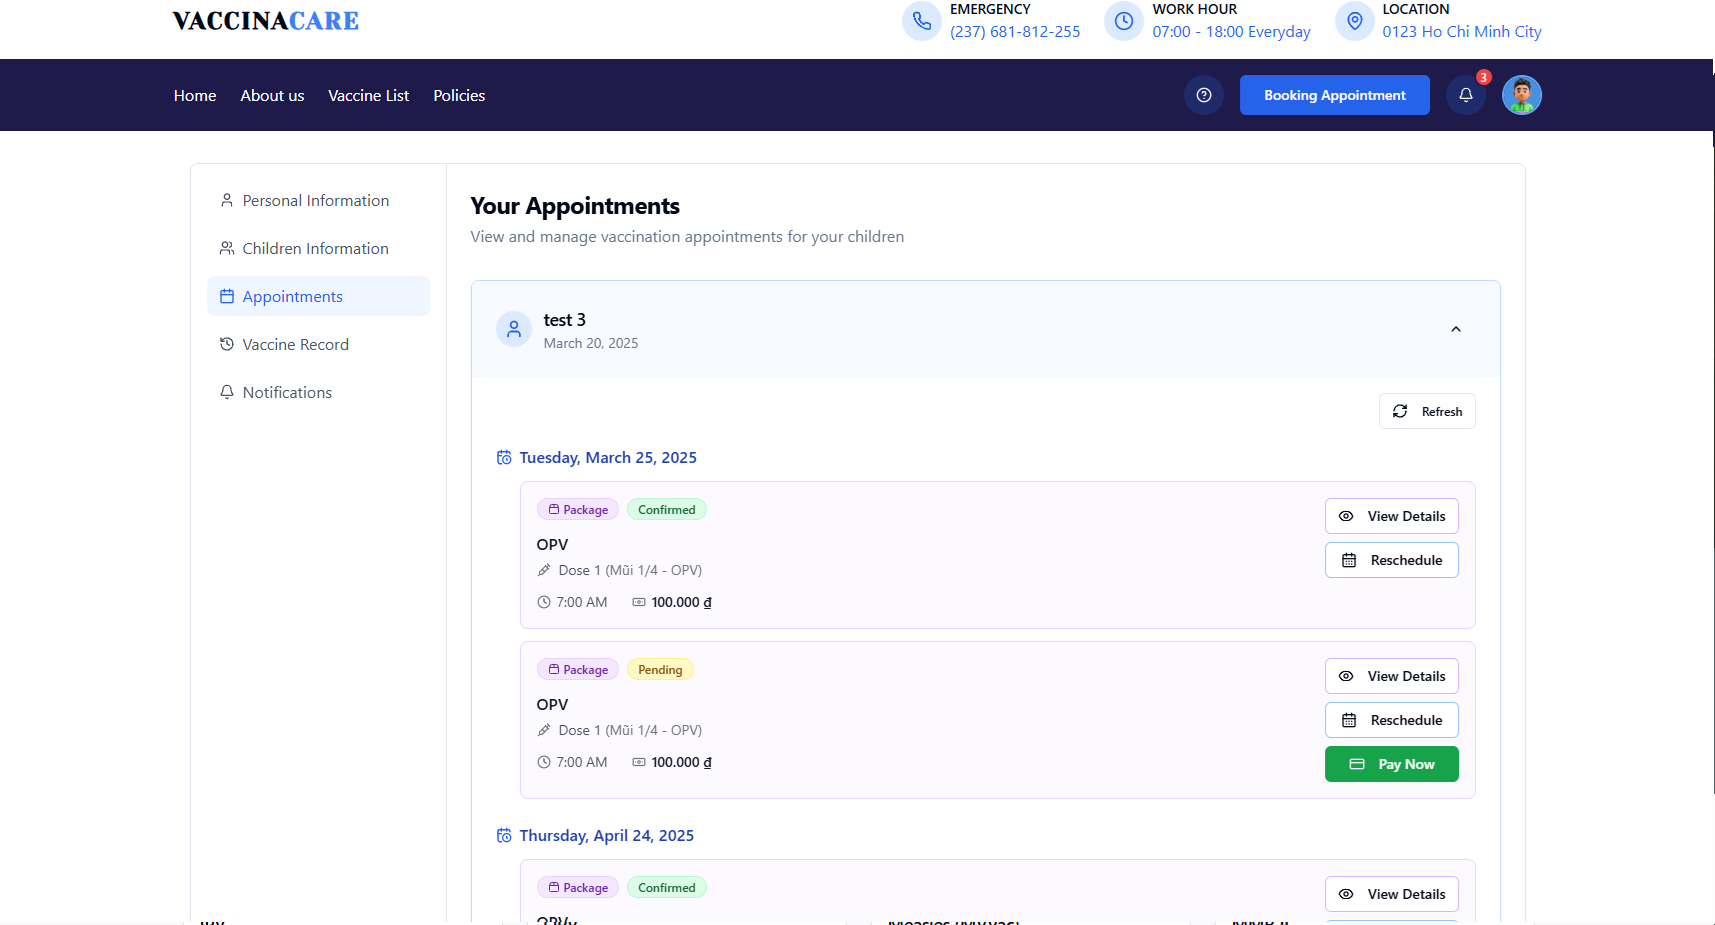 VACCINACARE
EMERGENCY
(237) 681-812-255
WORK HOUR
07:00 - 18:00 Everyday
LOCATION
0123 Ho Chi Minh City
Home
About us
Vaccine List
Policies
Booking Appointment
3
Personal Information
Children Information
Appointments
Vaccine Record
Notifications
Your Appointments
View and manage vaccination appointments for your children
test 3
March 20, 2025
Refresh
Tuesday, March 25, 2025
Package
Confirmed
OPV
Dose 1 (Mũi 1/4 - OPV)
7:00 AM
100.000 ₫
View Details
Reschedule
Package
Pending
OPV
Dose 1 (Mũi 1/4 - OPV)
7:00 AM
100.000 ₫
View Details
Reschedule
Pay Now
Thursday, April 24, 2025
Package
Confirmed
View Details